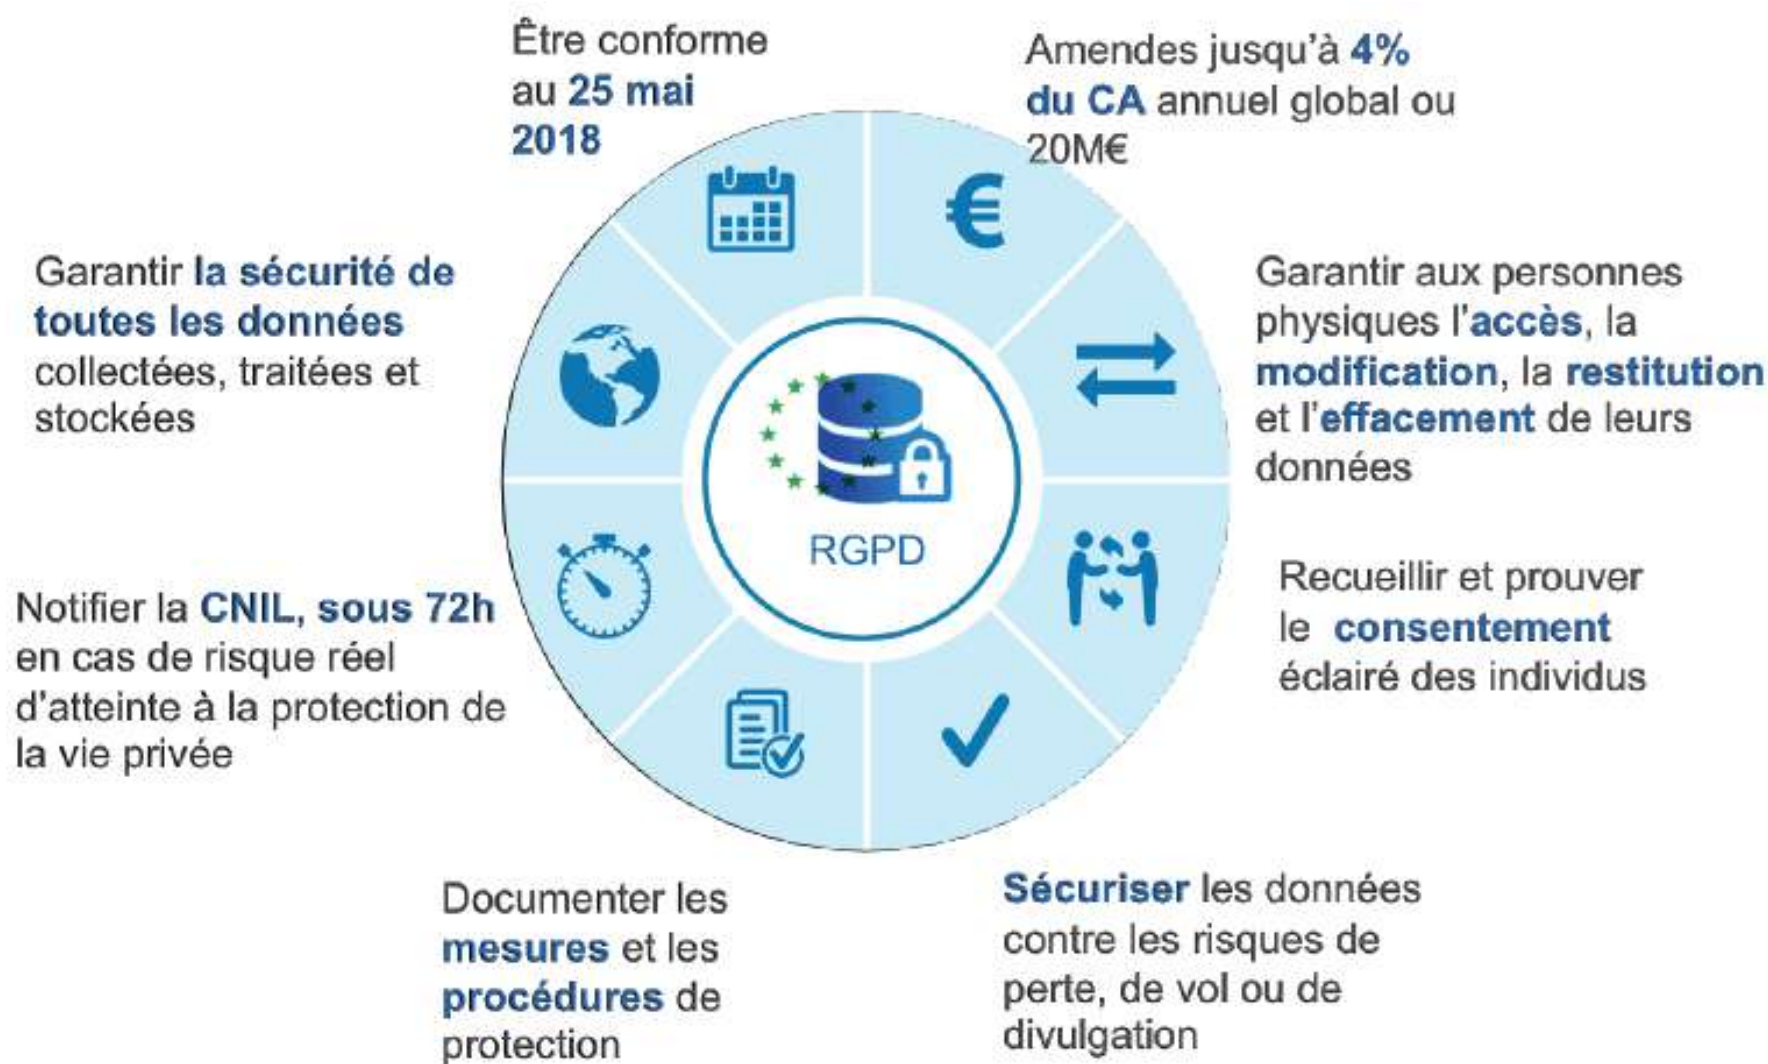 Être conforme
au 25 mai
2018
Amendes jusqu’à 4%
du CA annuel global ou
20M€
Garantir la sécurité de
toutes les données
collectées, traitées et
stockées
Garantir aux personnes
physiques l’accès, la
modification, la restitution
et l’effacement de leurs
données
RGPD
Notifier la CNIL, sous 72h
en cas de risque réel
d’atteinte à la protection de
la vie privée
Recueillir et prouver
le consentement
éclairé des individus
Documenter les
mesures et les
procédures de
protection
Sécuriser les données
contre les risques de
perte, de vol ou de
divulgation